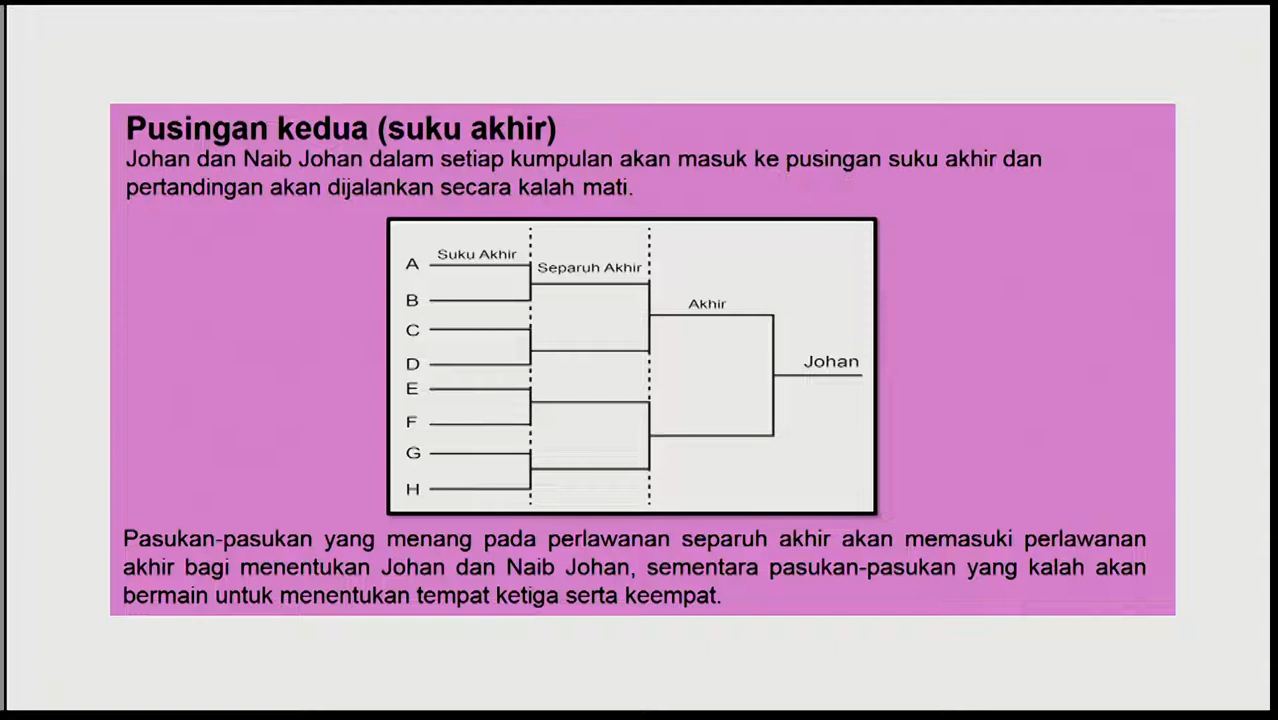 Pusingan kedua (suku akhir)
Johan dan Naib Johan dalam setiap kumpulan akan masuk ke pusingan suku akhir dan
pertandingan akan dijalankan secara kalah mati.
Suku Akhir
A
Separuh Akhir
B
Akhir
C
Johan
D
E
F
G
H
Pasukan-pasukan yang menang pada perlawanan separuh akhir akan memasuki perlawanan
akhir bagi menentukan Johan dan Naib Johan, sementara pasukan-pasukan yang kalah akan
bermain untuk menentukan tempat ketiga serta keempat.